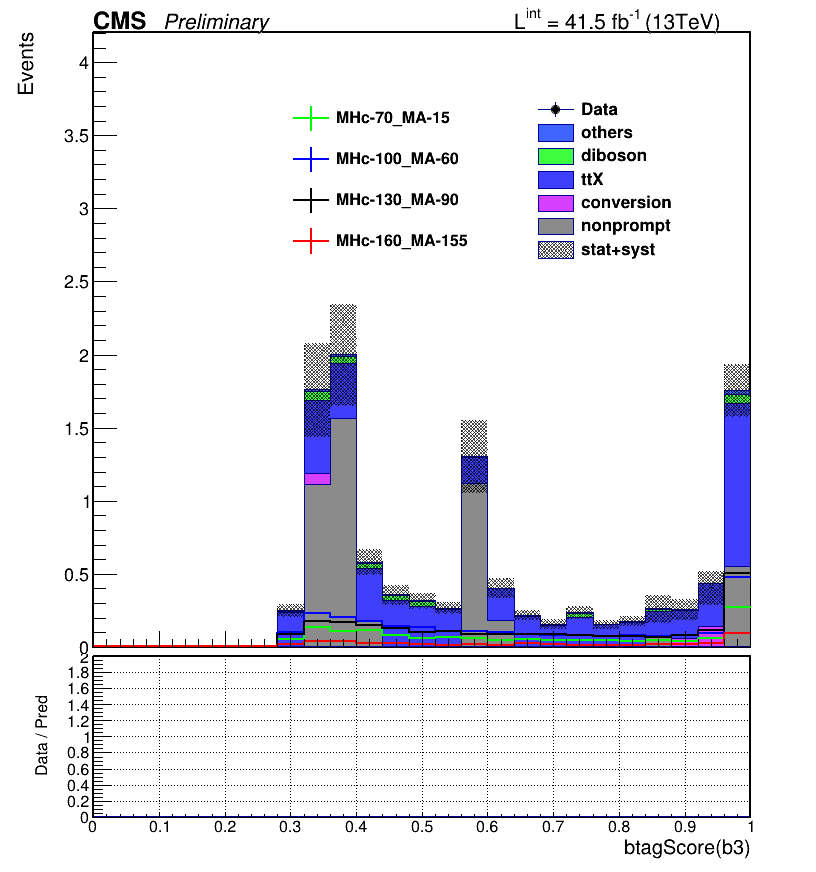 CMS Preliminary L^int = 41.5 fb^-1 (13TeV)
Events
4
3.5
3
2.5
2
1.5
1
0.5
0
MHc-70_MA-15
MHc-100_MA-60
MHc-130_MA-90
MHc-160_MA-155
Data
others
diboson
ttX
conversion
nonprompt
stat+syst
Data / Pred
2
1.8
1.6
1.4
1.2
1
0.8
0.6
0.4
0.2
0
0 0.1 0.2 0.3 0.4 0.5 0.6 0.7 0.8 0.9 1
btagScore(b3)